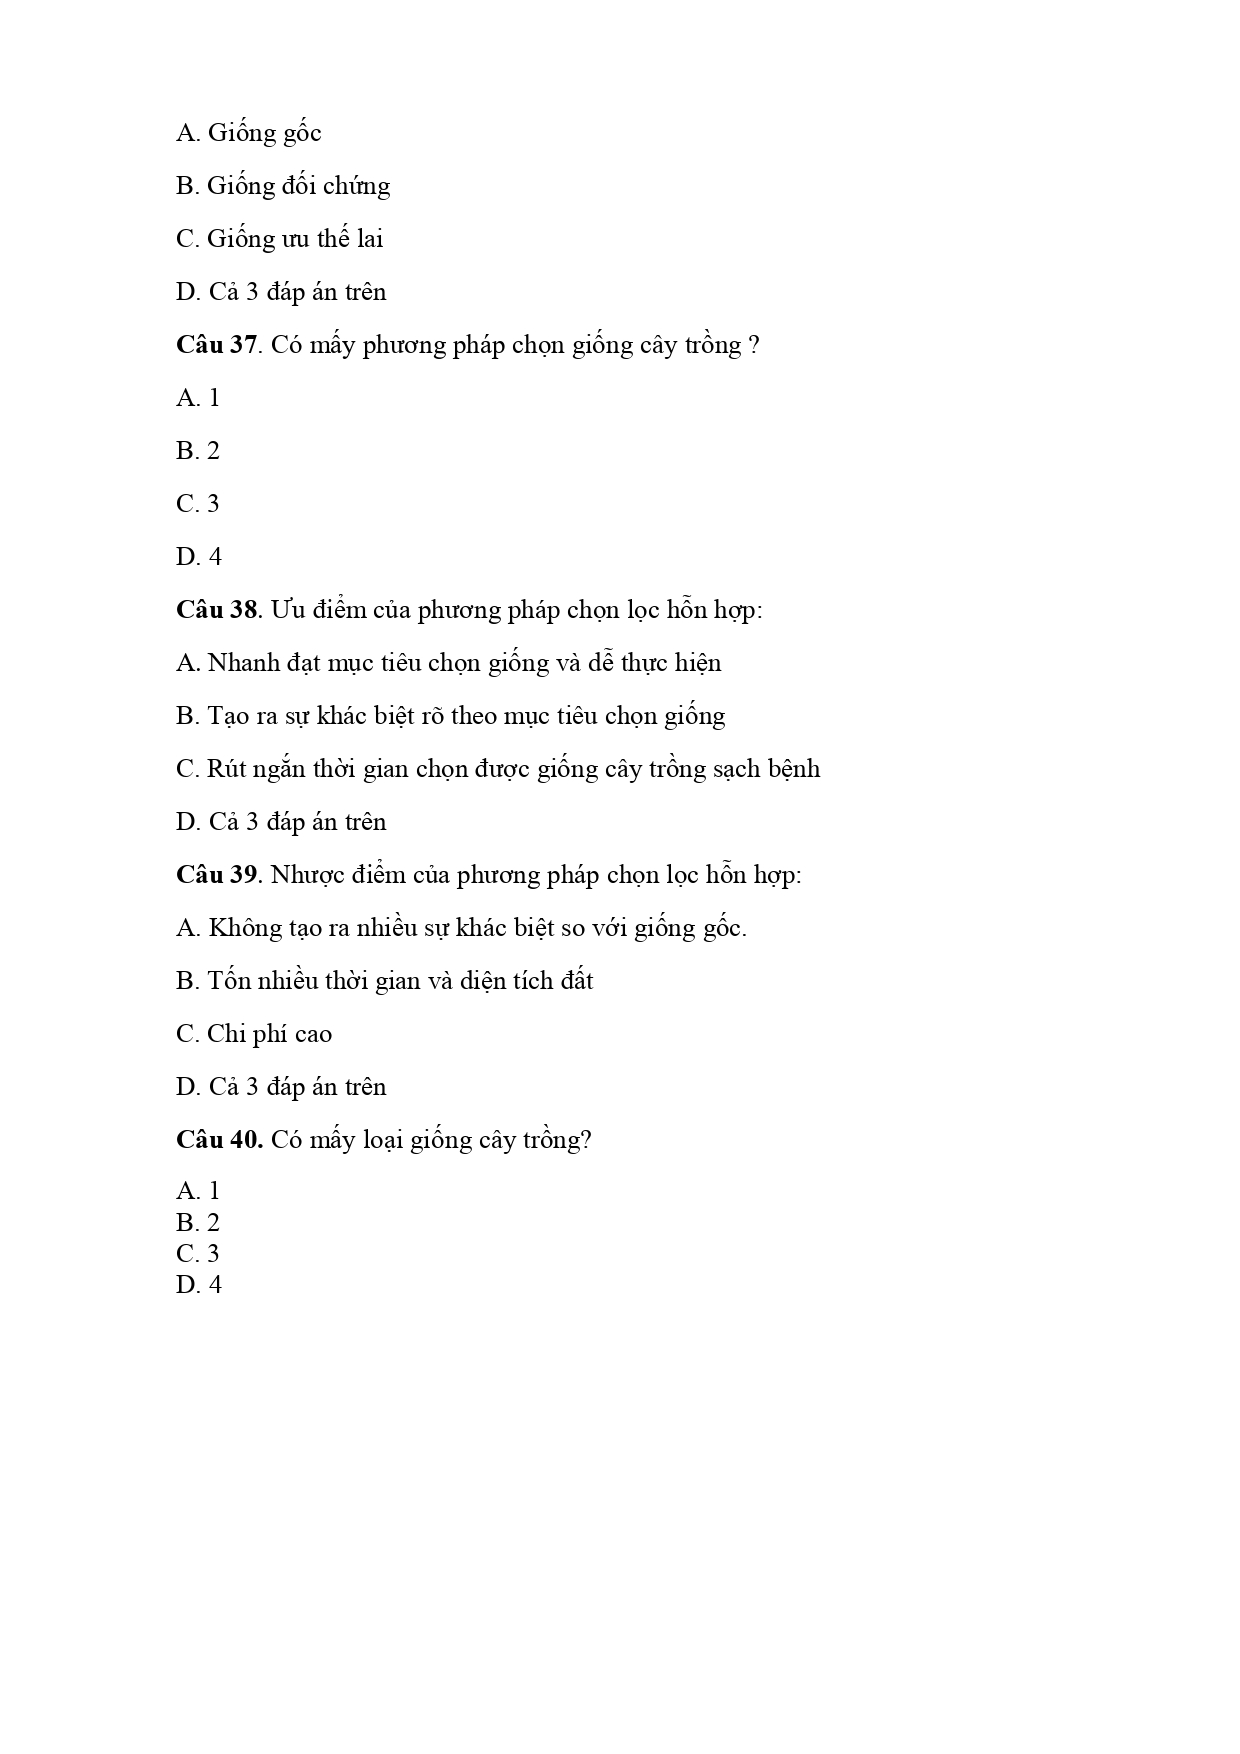 A. Giống gốc
B. Giống đối chứng
C. Giống ưu thế lai
D. Cả 3 đáp án trên
Câu 37. Có mấy phương pháp chọn giống cây trồng ?
A. 1
B. 2
C. 3
D. 4
Câu 38. Ưu điểm của phương pháp chọn lọc hỗn hợp:
A. Nhanh đạt mục tiêu chọn giống và dễ thực hiện
B. Tạo ra sự khác biệt rõ theo mục tiêu chọn giống
C. Rút ngắn thời gian chọn được giống cây trồng sạch bệnh
D. Cả 3 đáp án trên
Câu 39. Nhược điểm của phương pháp chọn lọc hỗn hợp:
A. Không tạo ra nhiều sự khác biệt so với giống gốc.
B. Tốn nhiều thời gian và diện tích đất
C. Chi phí cao
D. Cả 3 đáp án trên
Câu 40. Có mấy loại giống cây trồng?
A. 1
B. 2
C. 3
D. 4